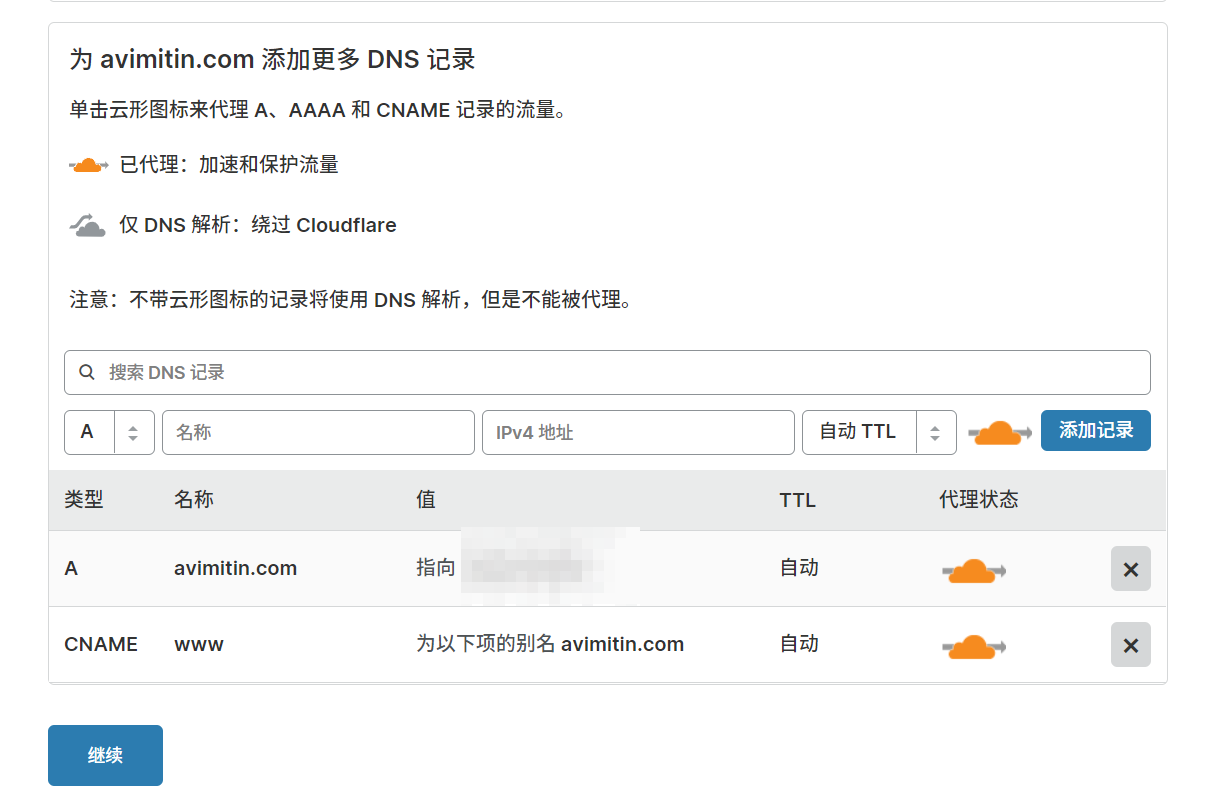 为 avimitin.com 添加更多 DNS 记录
单击云形图标来代理 A、AAAA 和 CNAME 记录的流量。
已代理：加速和保护流量
仅 DNS 解析：绕过 Cloudflare
注意：不带云形图标的记录将使用 DNS 解析，但是不能被代理。
搜索 DNS 记录
A 名称 IPv4 地址 自动 TTL 添加记录
类型 名称 值 TTL 代理状态
A avimitin.com 指向 自动
CNAME www 为以下项的别名 avimitin.com 自动
继续